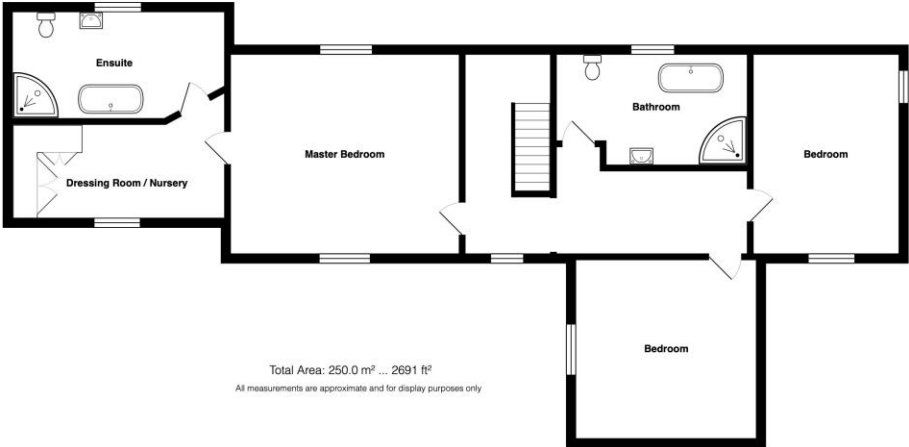 Ensuite
Bathroom
Master Bedroom
Bedroom
Dressing Room / Nursery
Bedroom
Total Area: 250.0 m² ... 2691 ft²
All measurements are approximate and for display purposes only